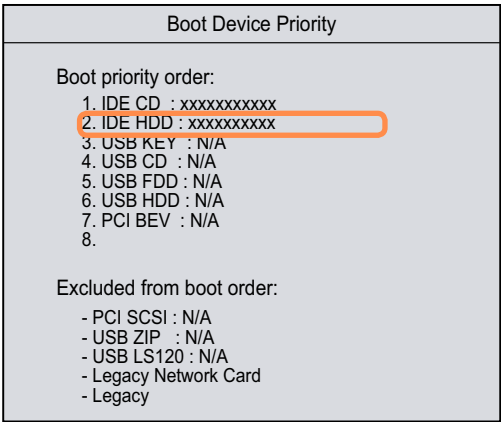 Boot Device Priority
Boot priority order:
1. IDE CD : xxxxxxxxxxx
2. IDE HDD : xxxxxxxxxx
3. USB KEY : N/A
4. USB CD : N/A
5. USB FDD : N/A
6. USB HDD : N/A
7. PCI BEV : N/A
8.
Excluded from boot order:
- PCI SCSI : N/A
- USB ZIP : N/A
- USB LS120 : N/A
- Legacy Network Card
- Legacy